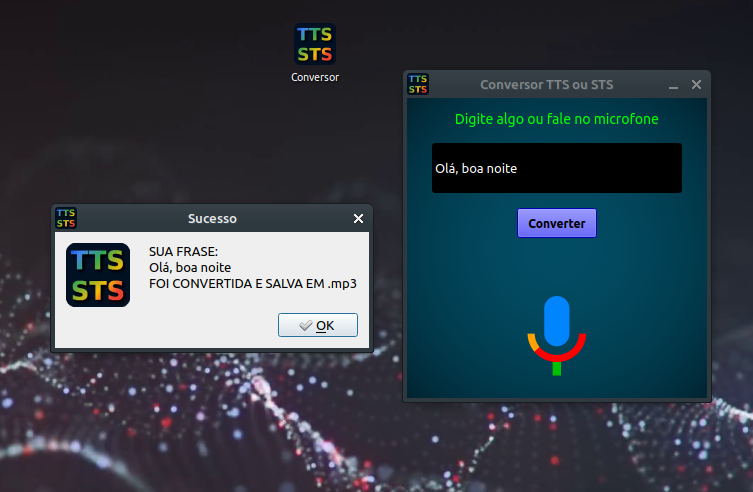 TTS
STS
Conversor
TTS
STS
Conversor TTS ou STS
Digite algo ou fale no microfone
Olá, boa noite
Converter
TTS
STS
Sucesso
TTS
STS
SUA FRASE:
Olá, boa noite
FOI CONVERTIDA E SALVA EM .mp3
OK